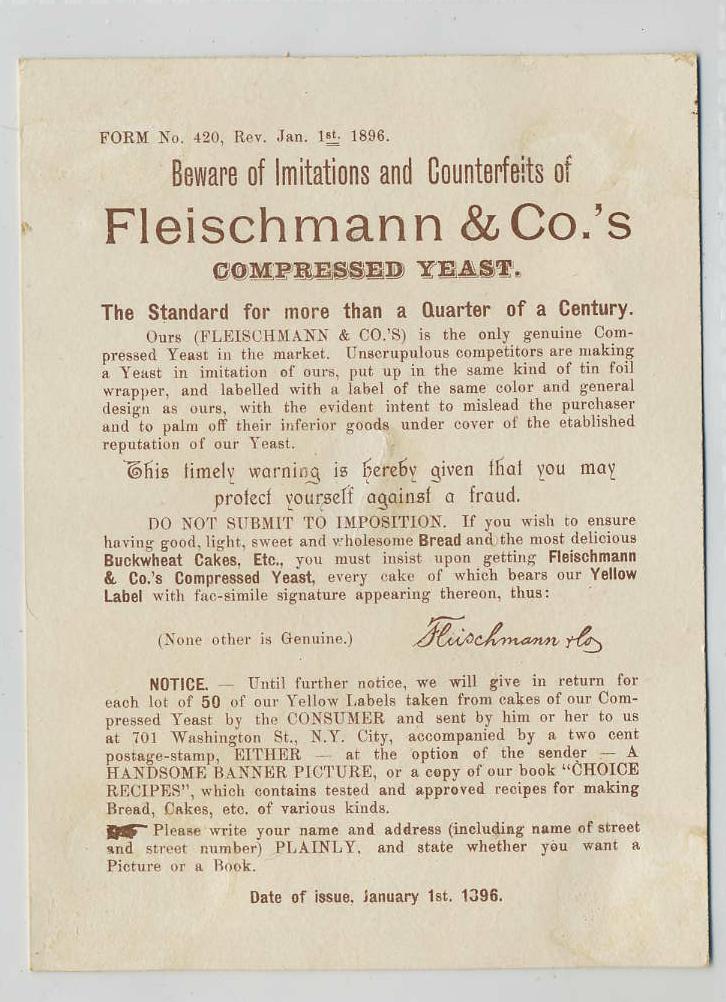 FORM No. 420, Rev. Jan. 1st. 1896.
Beware of Imitations and Counterfeits of
Fleischmann & Co.'s
COMPRESSED YEAST.
The Standard for more than a Quarter of a Century.
Ours (FLEISCHMANN & CO.'S) is the only genuine Com-
pressed Yeast in the market. Unscrupulous competitors are making
a Yeast in imitation of ours, put up in the same kind of tin foil
wrapper, and labelled with a label of the same color and general
design as ours, with the evident intent to mislead the purchaser
and to palm off their inferior goods under cover of the etablished
reputation of our Yeast.
This timely warning is hereby given that you may
protect yourself against a fraud.
DO NOT SUBMIT TO IMPOSITION. If you wish to ensure
having good, light, sweet and wholesome Bread and the most delicious
Buckwheat Cakes, Etc., you must insist upon getting Fleischmann
& Co.'s Compressed Yeast, every cake of which bears our Yellow
Label with fac-simile signature appearing thereon, thus:
(None other is Genuine.) Fleischmann & Co
NOTICE. — Until further notice, we will give in return for
each lot of 50 of our Yellow Labels taken from cakes of our Com-
pressed Yeast by the CONSUMER and sent by him or her to us
at 701 Washington St., N.Y. City, accompanied by a two cent
postage-stamp, EITHER — at the option of the sender — A
HANDSOME BANNER PICTURE, or a copy of our book "CHOICE
RECIPES", which contains tested and approved recipes for making
Bread, Cakes, etc. of various kinds.
Please write your name and address (including name of street
and street number) PLAINLY, and state whether you want a
Picture or a Book.
Date of issue, January 1st. 1396.